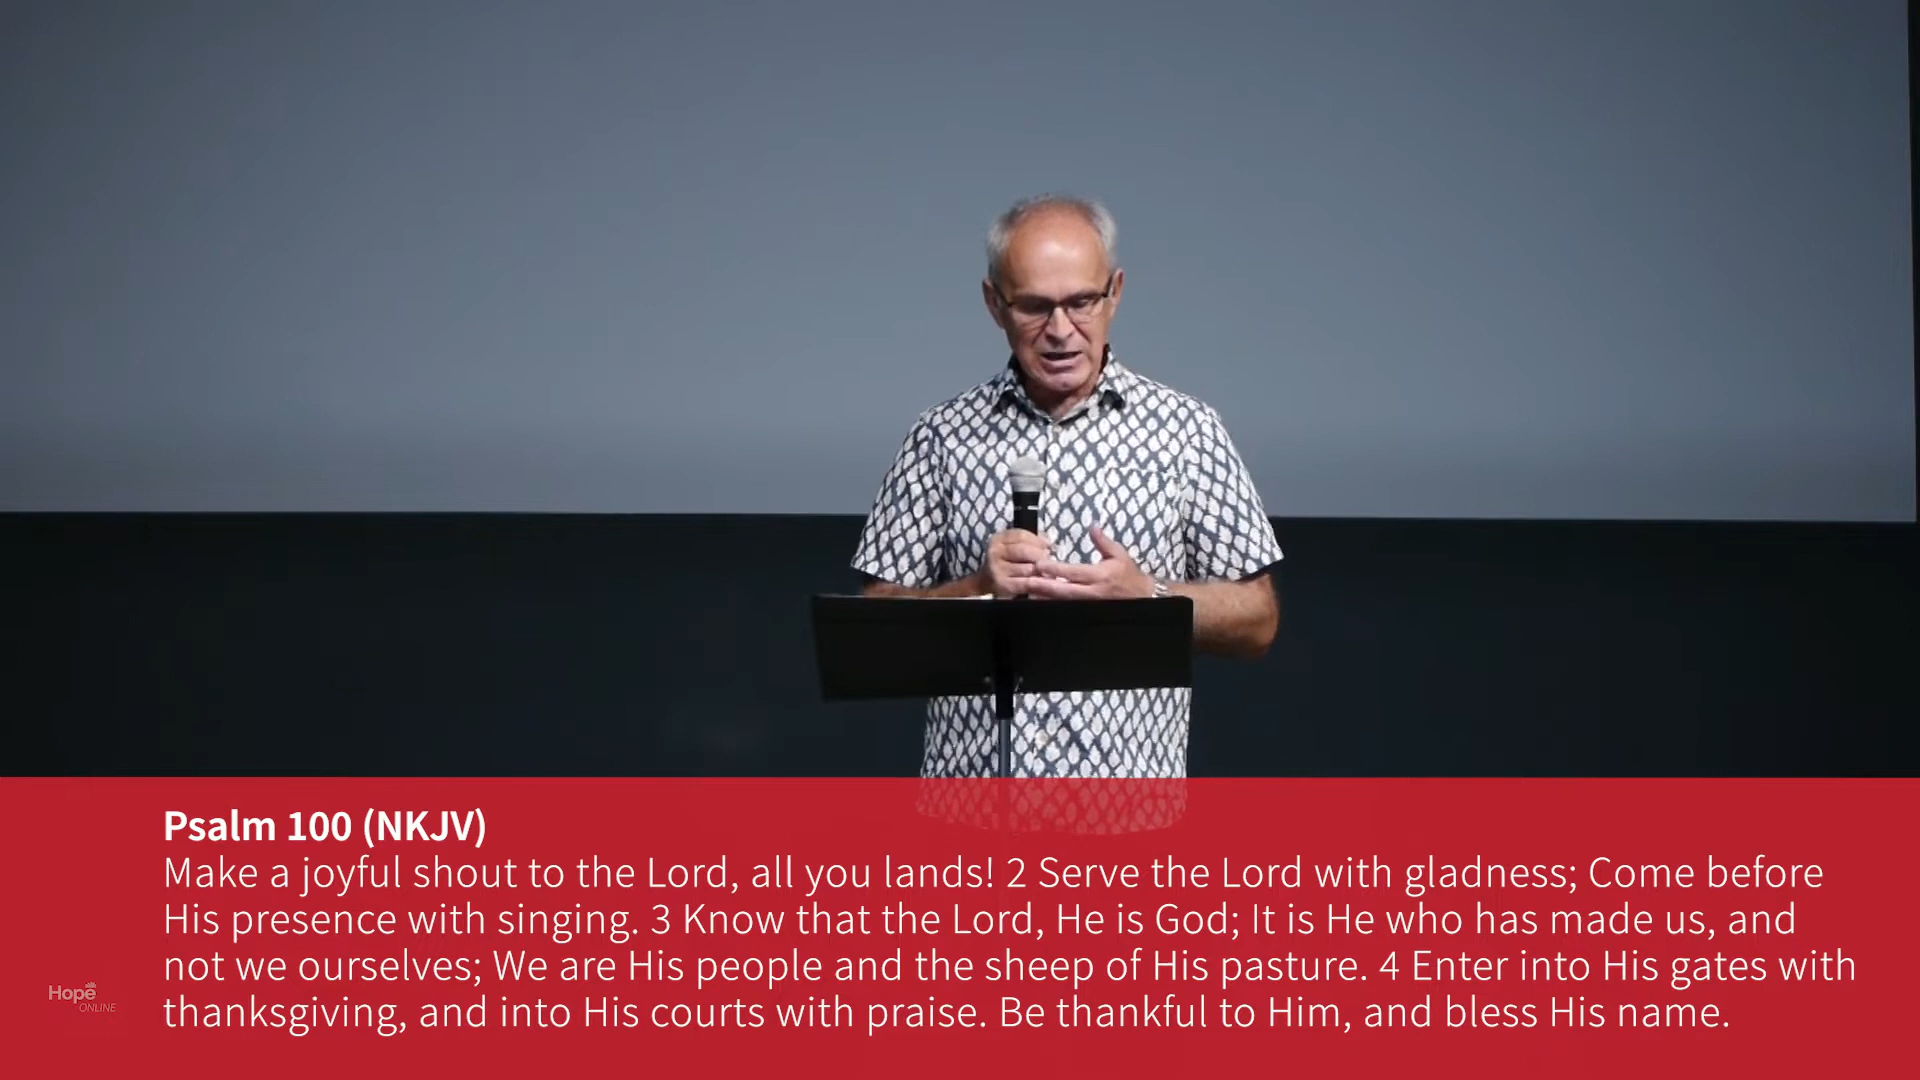 Psalm 100 (NKJV)
Make a joyful shout to the Lord, all you lands! 2 Serve the Lord with gladness; Come before
His presence with singing. 3 Know that the Lord, He is God; It is He who has made us, and
not we ourselves; We are His people and the sheep of His pasture. 4 Enter into His gates with
thanksgiving, and into His courts with praise. Be thankful to Him, and bless His name.
Hope
ONLINE